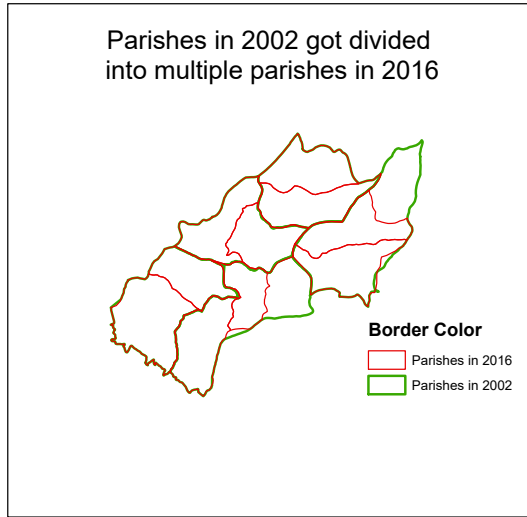 Parishes in 2002 got divided
into multiple parishes in 2016
Border Color
Parishes in 2016
Parishes in 2002